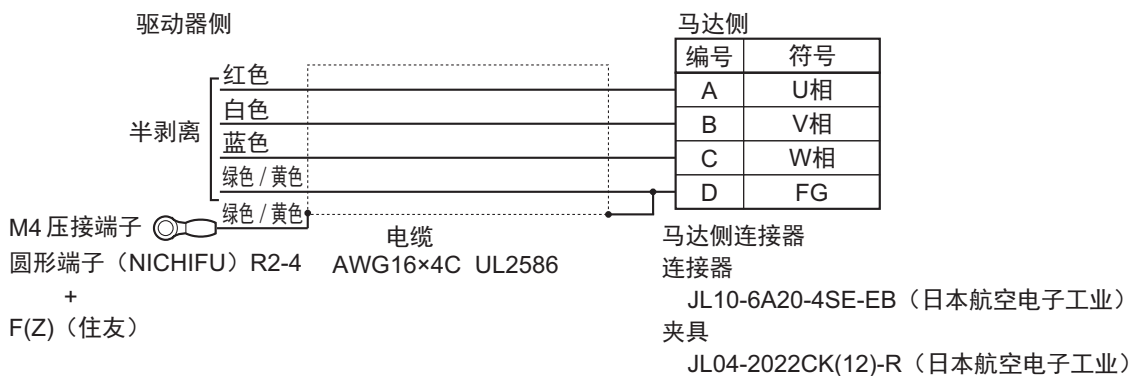 驱动器侧
马达侧
编号 符号
红色
A U相
白色
B V相
半剥离
蓝色
C W相
绿色 / 黄色
D FG
绿色 / 黄色
M4 压接端子
圆形端子（NICHIFU）R2-4
+
F(Z)（住友）
电缆
AWG16×4C UL2586
马达侧连接器
连接器
JL10-6A20-4SE-EB（日本航空电子工业）
夹具
JL04-2022CK(12)-R（日本航空电子工业）